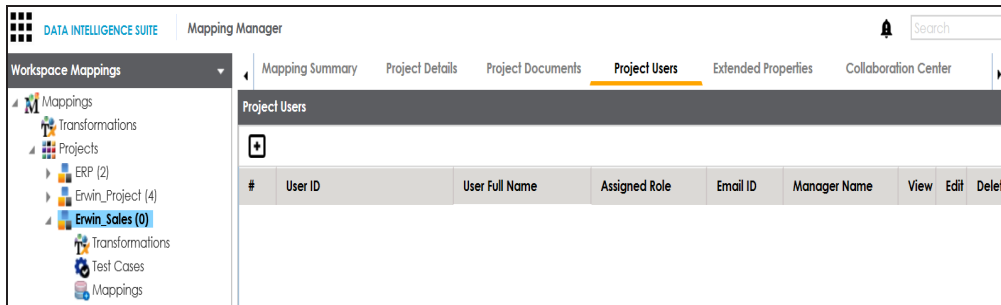 DATA INTELLIGENCE SUITE Mapping Manager Search
Workspace Mappings
Mapping Summary Project Details Project Documents Project Users Extended Properties Collaboration Center
Mappings
Transformations
Projects
ERP (2)
Erwin_Project (4)
Erwin_Sales (0)
Transformations
Test Cases
Mappings
Project Users
# User ID User Full Name Assigned Role Email ID Manager Name View Edit Delet